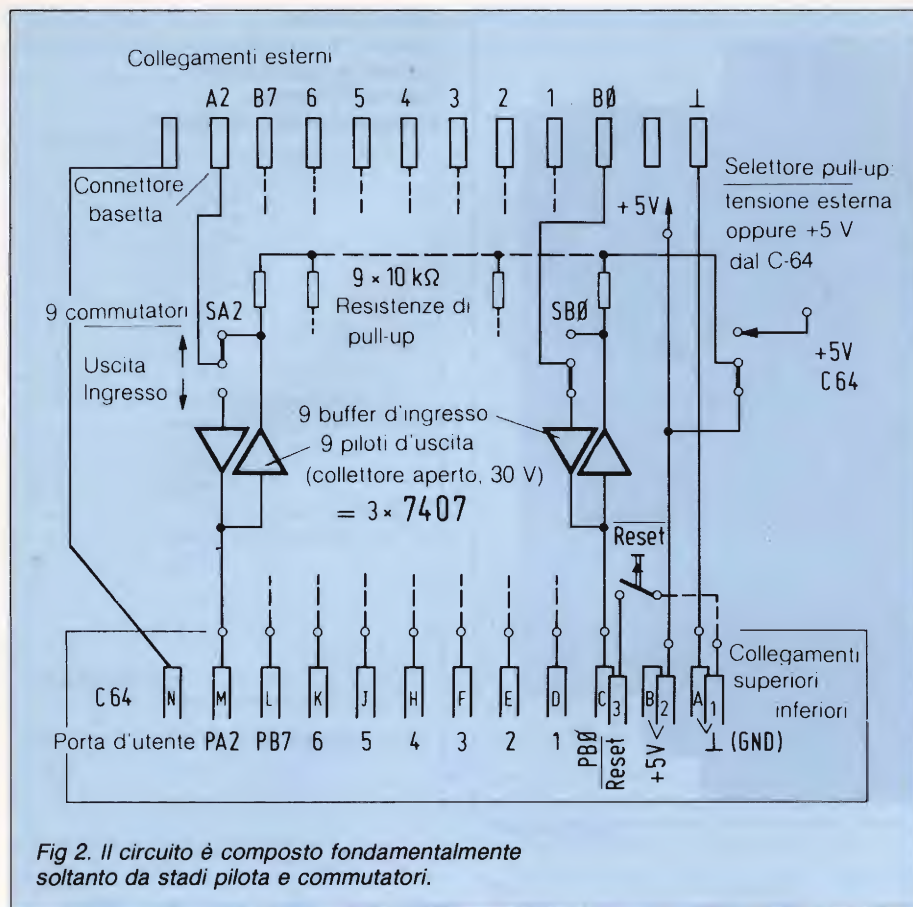 Collegamenti esterni
A2 B7 6 5 4 3 2 1 BØ ⊥
Connettore
basetta
Selettore pull-up:
tensione esterna
oppure +5 V
dal C-64
+5V
9 × 10 kΩ
Resistenze di
pull-up
9 commutatori
SA2
SBØ
Uscita
Ingresso
+5V
C64
9 buffer d'ingresso
9 piloti d'uscita
(collettore aperto, 30 V)
= 3 × 7407
Reset
Collegamenti
superiori
inferiori
C64 N M L K J H F E D C 3 B 2 A 1
Porta d'utente PA2 PB7 6 5 4 3 2 1 PBØ Reset +5V ⊥ (GND)
Fig 2. Il circuito è composto fondamentalmente
soltanto da stadi pilota e commutatori.